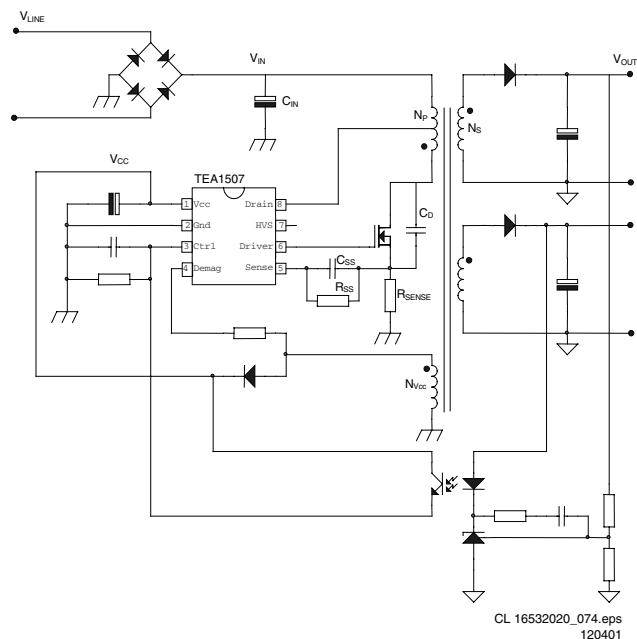 VLINE
VIN
VOUT
CIN
NP
NS
VCC
TEA1507
1 Vcc Drain 8
2 Gnd HVS 7
3 Ctrl Driver 6
4 Demag Sense 5
CD
CSS
RSS
RSENSE
NVcc
CL 16532020_074.eps
120401